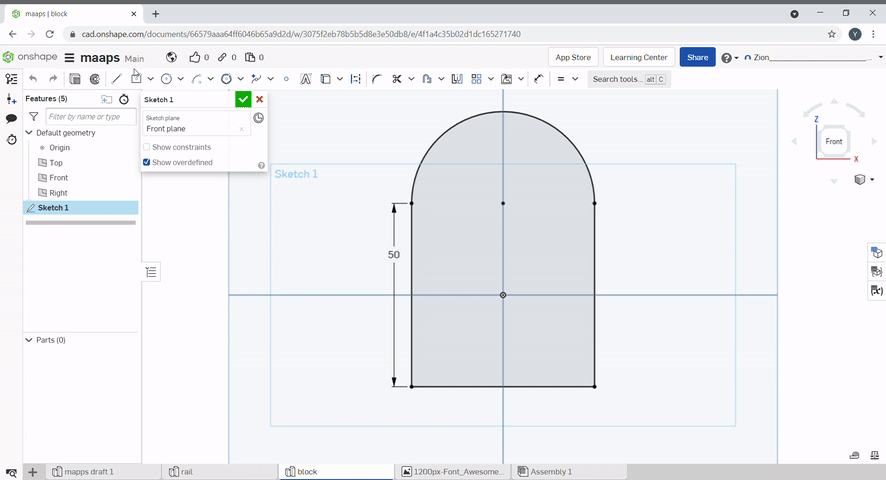 maaps | block
cad.onshape.com/documents/66579aaa64ff6046b65a9d2d/w/3075f2eb78b5b5d8e3e50db8/e/4f1a4c35b02d1dc165271740
Y
onshape
maaps Main
0
0
0
App Store
Learning Center
Share
?
Zion____
Search tools... alt C
Features (5)
Filter by name or type
Default geometry
Origin
Top
Front
Right
Sketch 1
Parts (0)
Sketch 1
Sketch plane
Front plane
Show constraints
Show overdefined
Sketch 1
50
Z
Front
X
mapps draft 1
rail
block
1200px-Font_Awesome...
Assembly 1